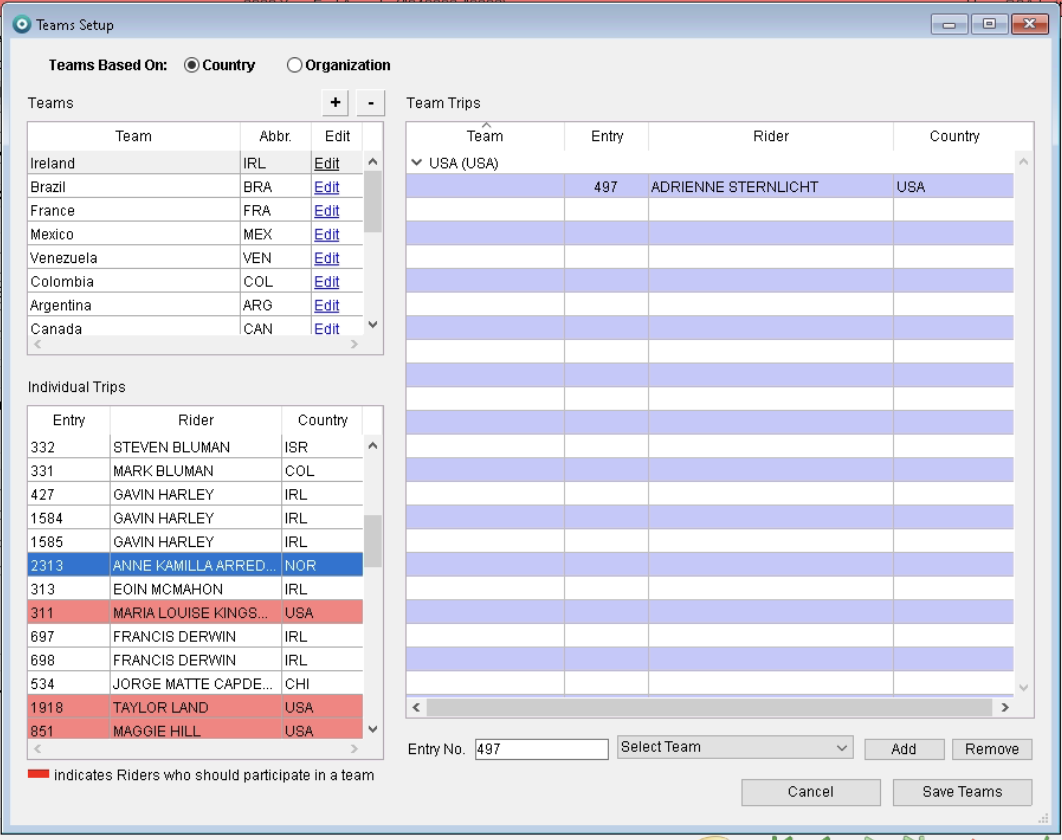 Teams Setup
Teams Based On: Country Organization
Teams + -
Team Abbr. Edit
Ireland IRL Edit
Brazil BRA Edit
France FRA Edit
Mexico MEX Edit
Venezuela VEN Edit
Colombia COL Edit
Argentina ARG Edit
Canada CAN Edit
Individual Trips
Entry Rider Country
332 STEVEN BLUMAN ISR
331 MARK BLUMAN COL
427 GAVIN HARLEY IRL
1584 GAVIN HARLEY IRL
1585 GAVIN HARLEY IRL
2313 ANNE KAMILLA ARRED... NOR
313 EOIN MCMAHON IRL
311 MARIA LOUISE KINGS... USA
697 FRANCIS DERWIN IRL
698 FRANCIS DERWIN IRL
534 JORGE MATTE CAPDE... CHI
1918 TAYLOR LAND USA
851 MAGGIE HILL USA
indicates Riders who should participate in a team
Team Trips
Team Entry Rider Country
USA (USA)
497 ADRIENNE STERNLICHT USA
Entry No. 497 Select Team Add Remove
Cancel Save Teams